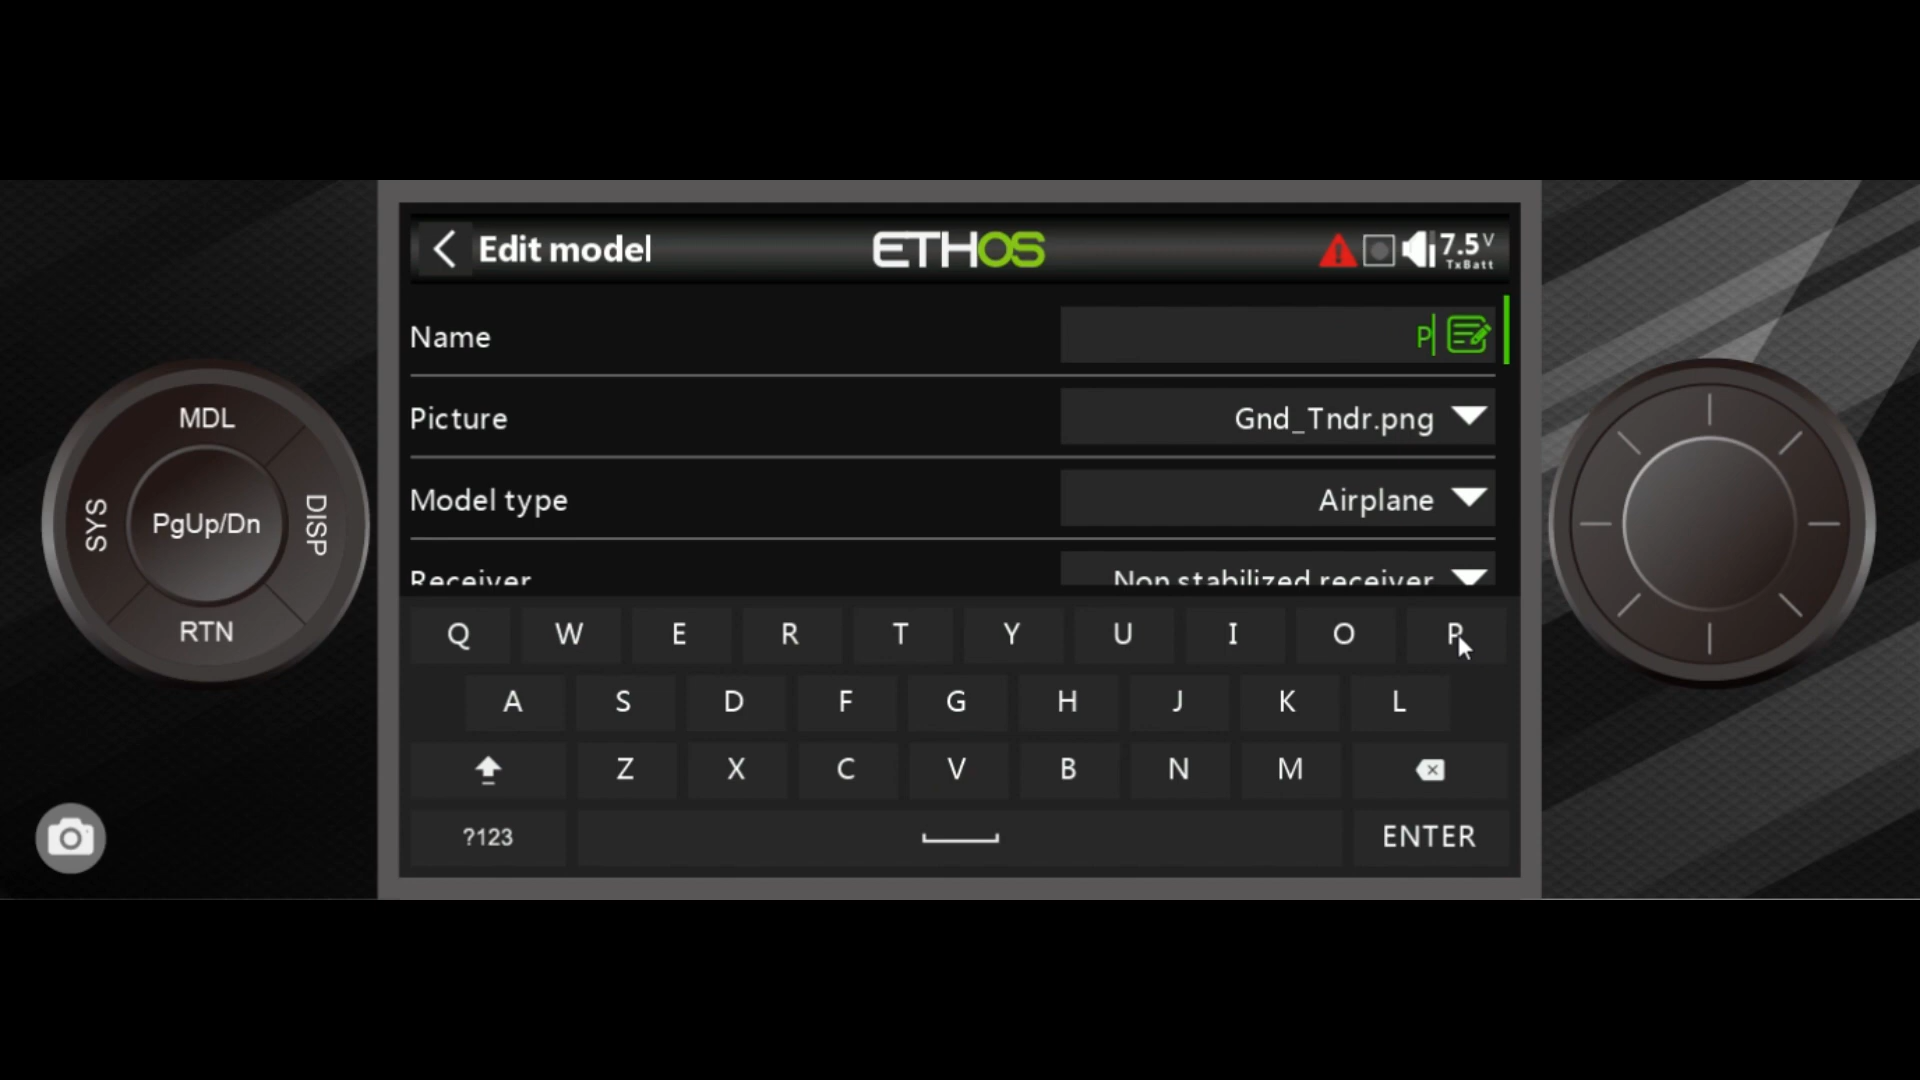 Edit model
ETHOS
7.5V
TxBatt
Name
P
Picture
Gnd_Tndr.png
Model type
Airplane
Receiver
Non stabilized receiver
MDL
SYS
PgUp/Dn
DISP
RTN
Q W E R T Y U I O P
A S D F G H J K L
Z X C V B N M
?123
ENTER